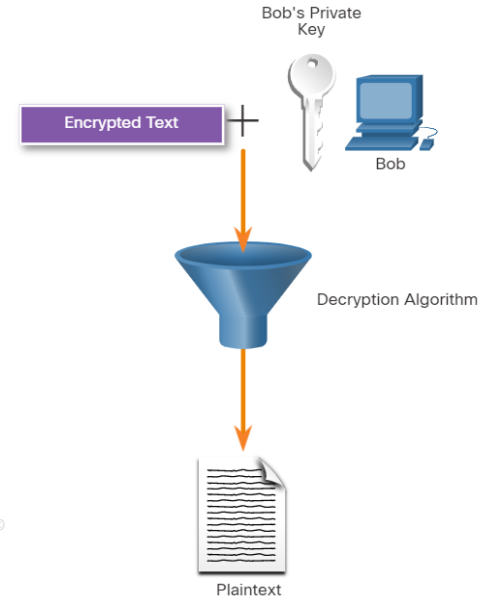 Bob's Private
Key
Encrypted Text
Bob
Decryption Algorithm
Plaintext